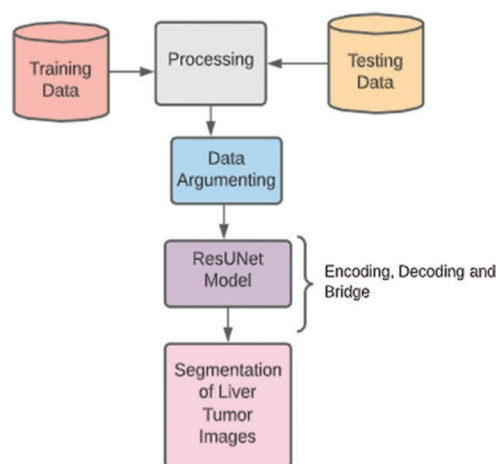 Training
Data
Processing
Testing
Data
Data
Argumenting
ResUNet
Model
Encoding, Decoding and
Bridge
Segmentation
of Liver
Tumor
Images